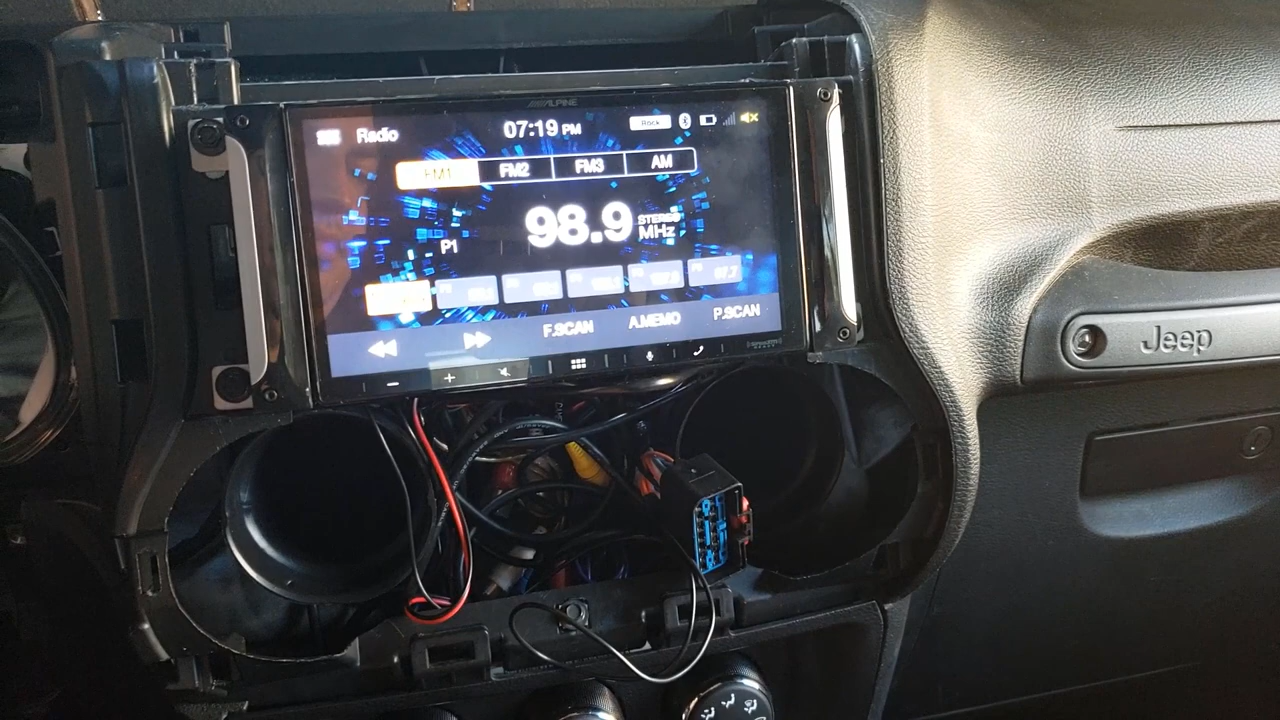 ALPINE
Radio
07:19 PM
Rock
FM1 FM2 FM3 AM
98.9 STEREO MHz
P1
F.SCAN A.MEMO P.SCAN
Jeep